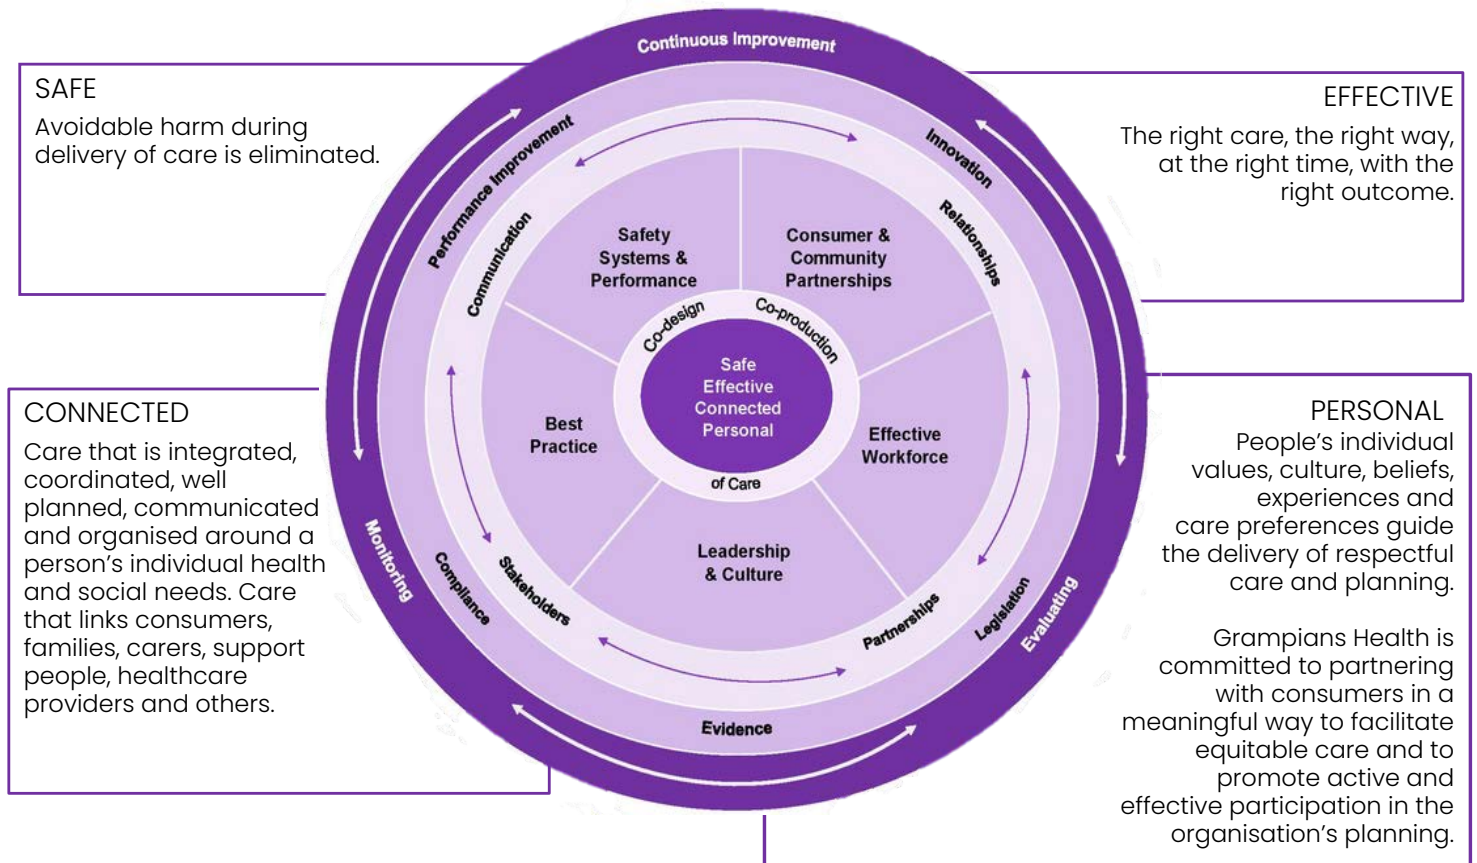 Continuous Improvement
SAFE
Avoidable harm during
delivery of care is eliminated.
EFFECTIVE
The right care, the right way,
at the right time, with the
right outcome.
Performance Improvement
Innovation
Communication
Relationships
Safety
Systems &
Performance
Consumer &
Community
Partnerships
Co-design
Co-production
of Care
Safe
Effective
Connected
Personal
Best
Practice
Effective
Workforce
Leadership
& Culture
Stakeholders
Partnerships
Compliance
Legislation
Evidence
Monitoring
Evaluating
CONNECTED
Care that is integrated,
coordinated, well
planned, communicated
and organised around a
person’s individual health
and social needs. Care
that links consumers,
families, carers, support
people, healthcare
providers and others.
PERSONAL
People’s individual
values, culture, beliefs,
experiences and
care preferences guide
the delivery of respectful
care and planning.
Grampians Health is
committed to partnering
with consumers in a
meaningful way to facilitate
equitable care and to
promote active and
effective participation in the
organisation’s planning.